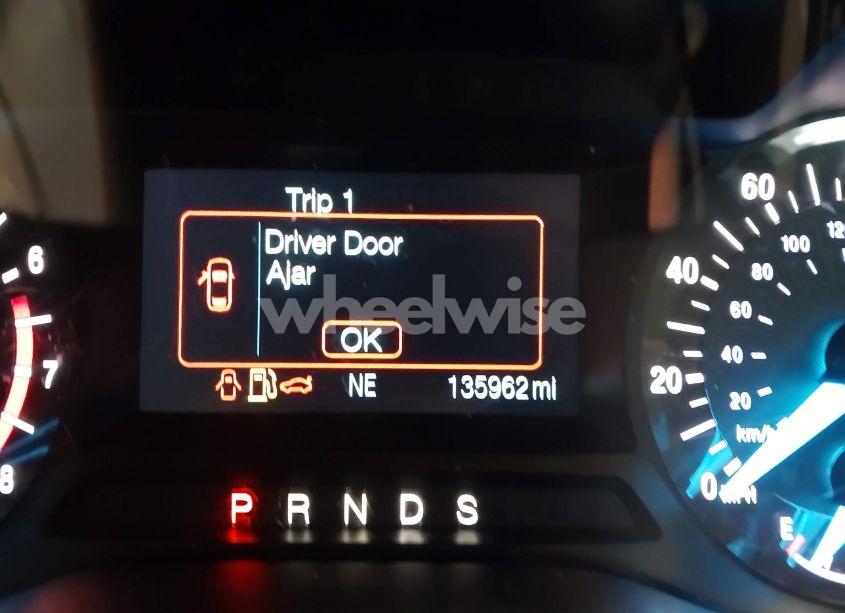 Trip 1
Driver Door
Ajar
OK
NE 135962 mi
P R N D S
6
7
8
60
40
20
0
120
100
80
60
40
20
km/h
MPH
E
wheelwise